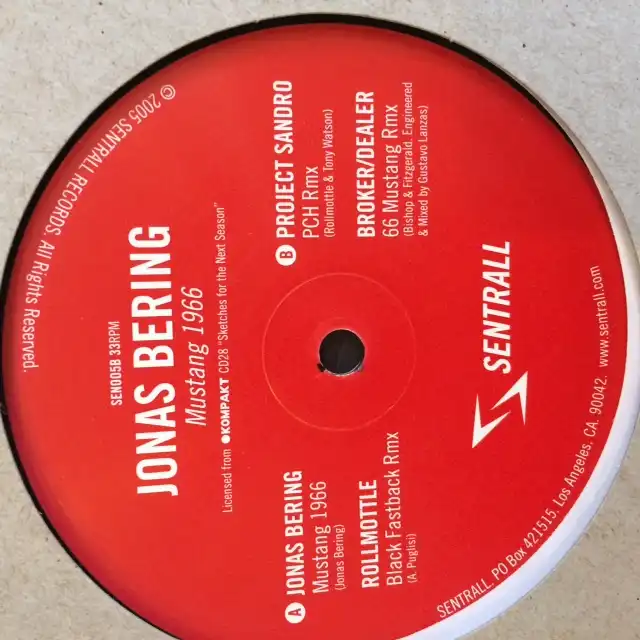 SEN005B 33RPM
JONAS BERING
Mustang 1966
Licensed from KOMPAKT CD28 "Sketches for the Next Season"
A JONAS BERING
Mustang 1966
(Jonas Bering)
ROLLMOTTLE
Black Fastback Rmx
(A. Puglisi)
B PROJECT SANDRO
PCH Rmx
(Rollmottle & Tony Watson)
BROKER/DEALER
66 Mustang Rmx
(Bishop & Fitzgerald. Engineered
& Mixed by Gustavo Lanzas)
SENTRALL
SENTRALL. PO Box 421515. Los Angeles, CA. 90042. www.sentrall.com
© 2005 SENTRALL RECORDS. All Rights Reserved.